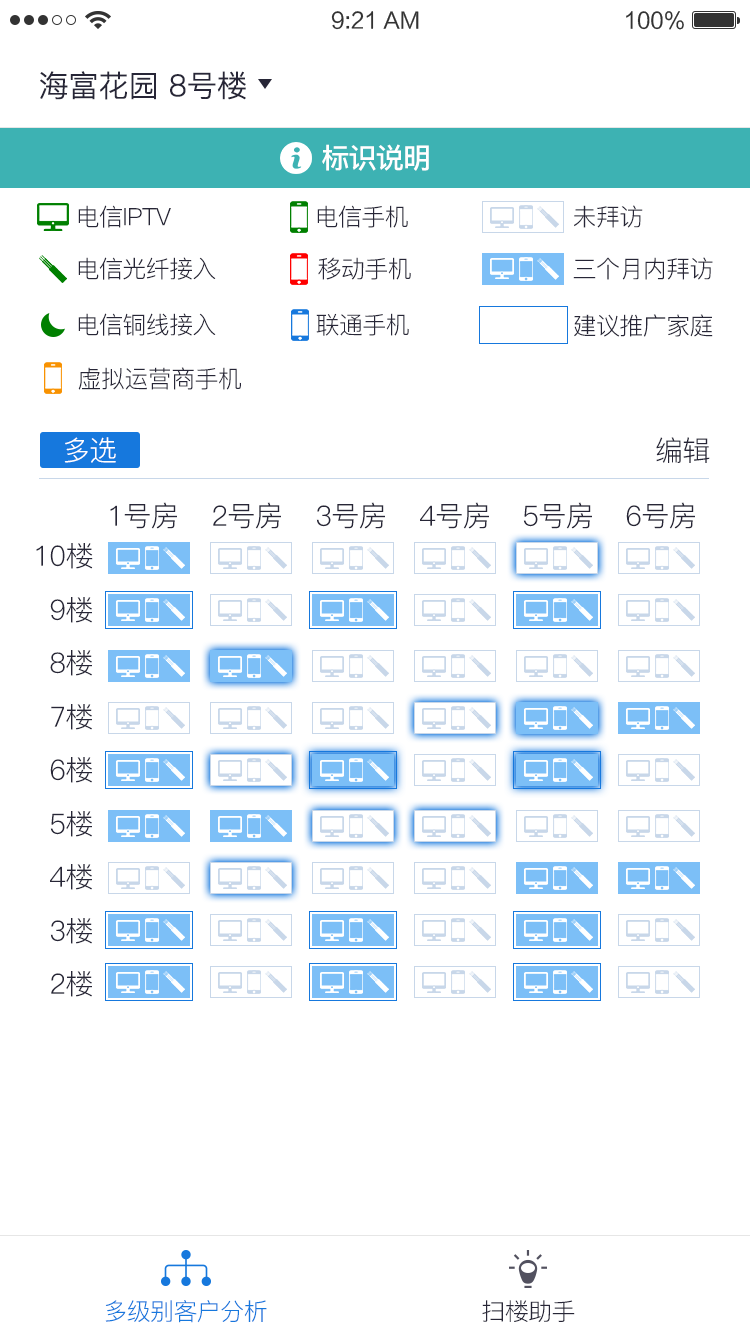 9:21 AM 100%
海富花园 8号楼
标识说明
电信IPTV 电信手机 未拜访
电信光纤接入 移动手机 三个月内拜访
电信铜线接入 联通手机 建议推广家庭
虚拟运营商手机
多选 编辑
1号房 2号房 3号房 4号房 5号房 6号房
10楼
9楼
8楼
7楼
6楼
5楼
4楼
3楼
2楼
多级别客户分析 扫楼助手